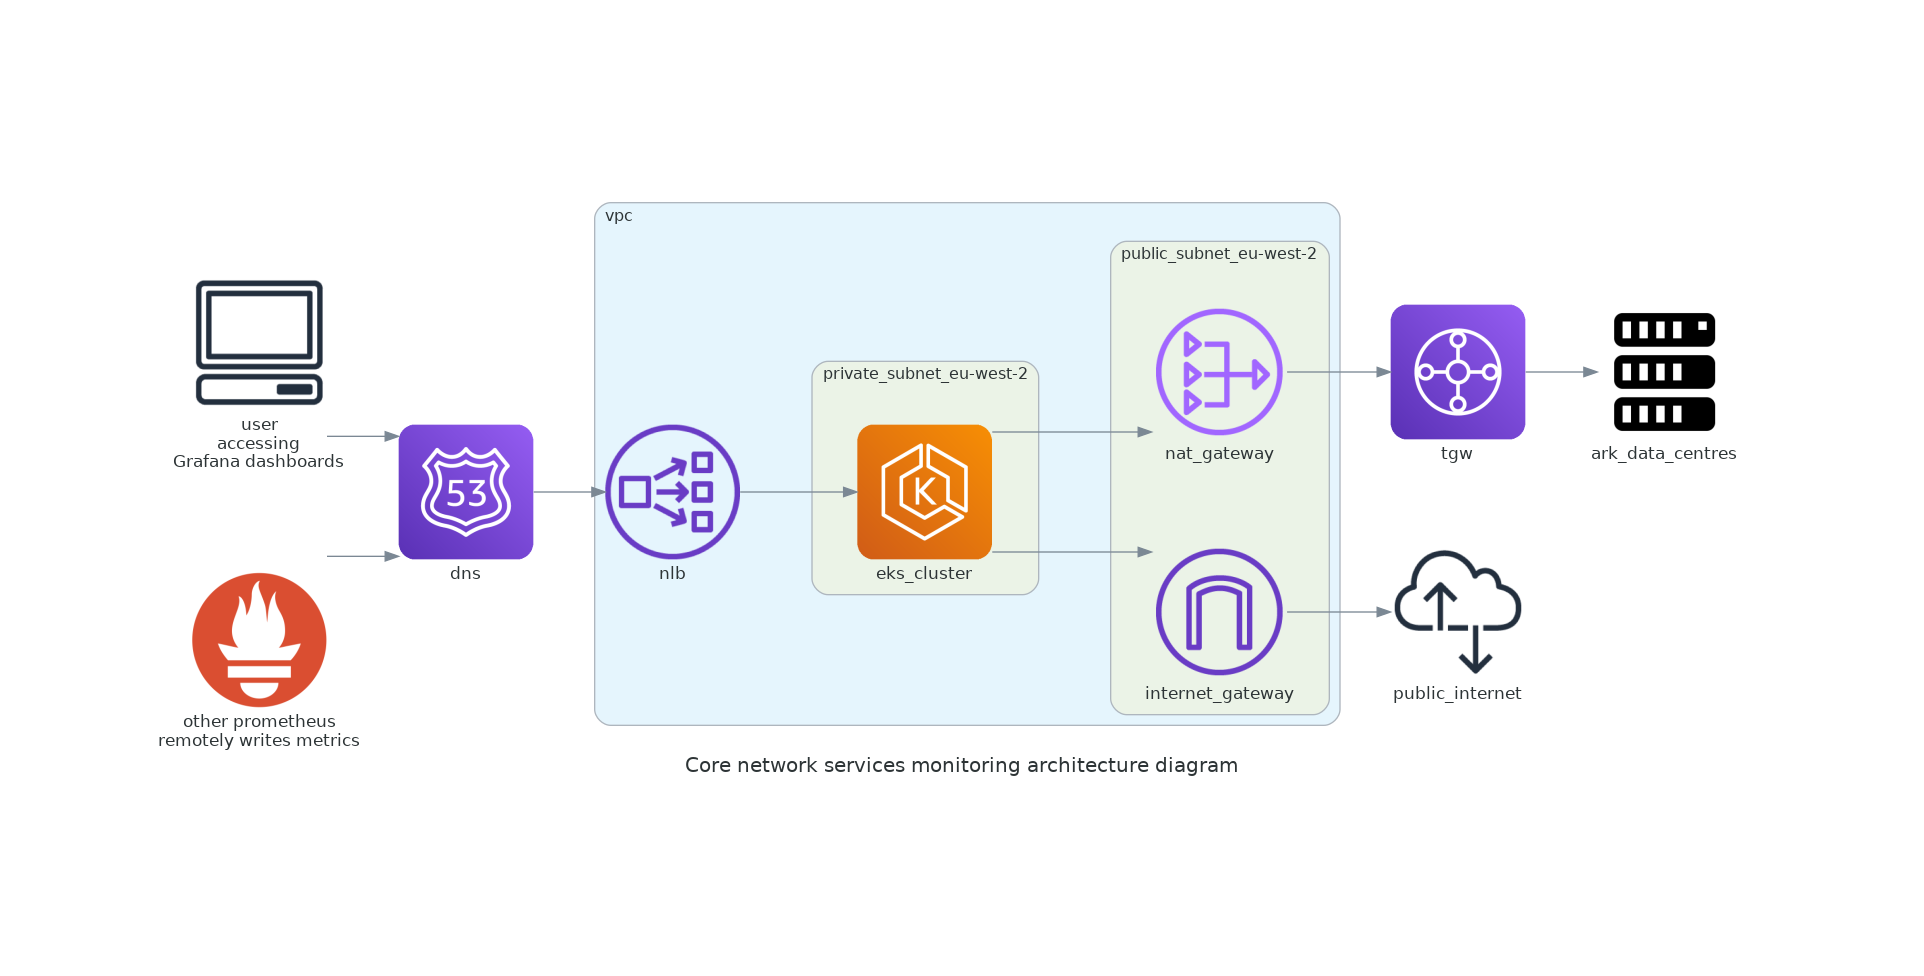 vpc
public_subnet_eu-west-2
private_subnet_eu-west-2
user
accessing
Grafana dashboards
53
dns
nlb
K
eks_cluster
nat_gateway
tgw
ark_data_centres
internet_gateway
public_internet
other prometheus
remotely writes metrics
Core network services monitoring architecture diagram